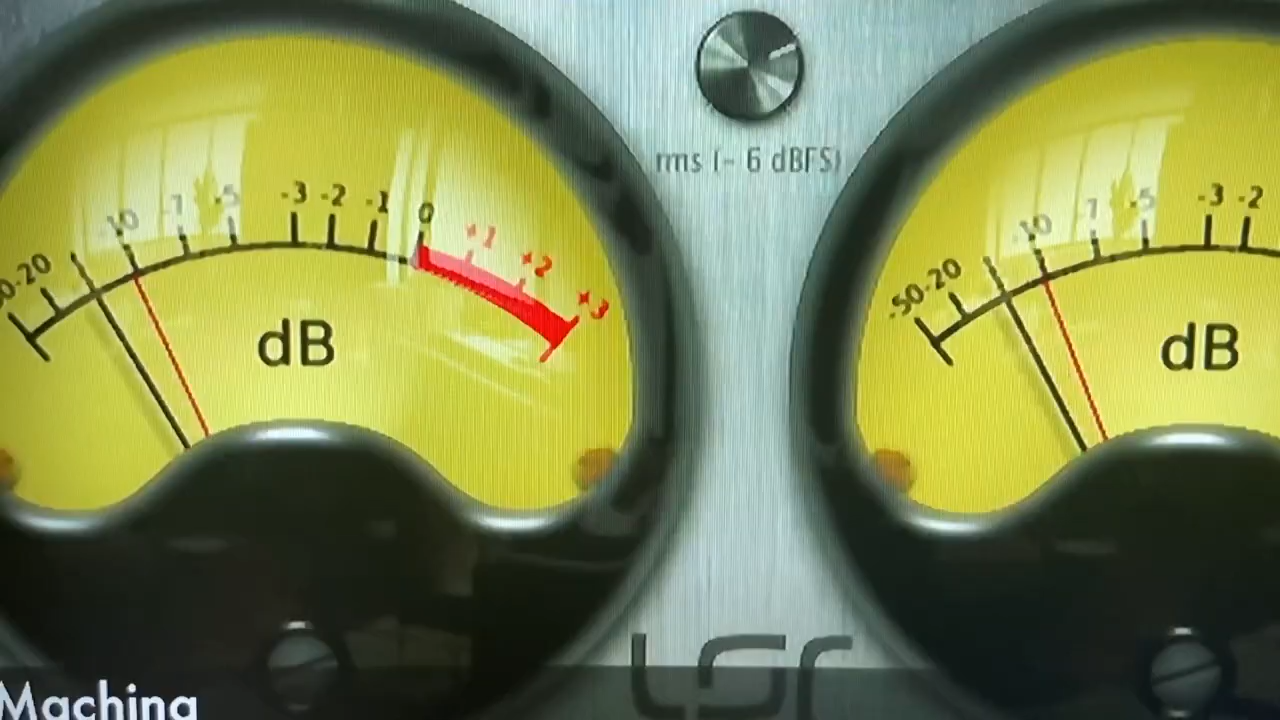 -20 -10 -7 -5 -3 -2 -1 0 +1 +2 +3
dB
rms (- 6 dBFS)
-50 -20 -10 -7 -5 -3 -2
dB
Maching